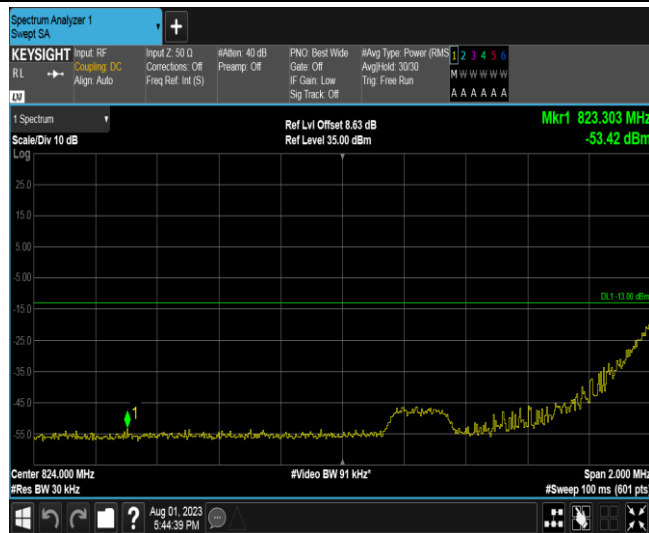 Spectrum Analyzer 1
Swept SA
+
KEYSIGHT
RL
LXI
Input: RF
Coupling: DC
Align: Auto
Input Z: 50 Ω
Corrections: Off
Freq Ref: Int (S)
#Atten: 40 dB
Preamp: Off
PNO: Best Wide
Gate: Off
IF Gain: Low
Sig Track: Off
#Avg Type: Power (RMS
Avg|Hold: 30/30
Trig: Free Run
1 2 3 4 5 6
M W W W W W
A A A A A A
1 Spectrum
Scale/Div 10 dB
Log
Ref Lvl Offset 8.63 dB
Ref Level 35.00 dBm
Mkr1 823.303 MHz
-53.42 dBm
25.0
15.0
5.00
-5.00
DL1 -13.00 dBm
-15.0
-25.0
-35.0
-45.0
1
-55.0
Center 824.000 MHz
#Res BW 30 kHz
#Video BW 91 kHz*
Span 2.000 MHz
#Sweep 100 ms (601 pts)
?
Aug 01, 2023
5:44:39 PM